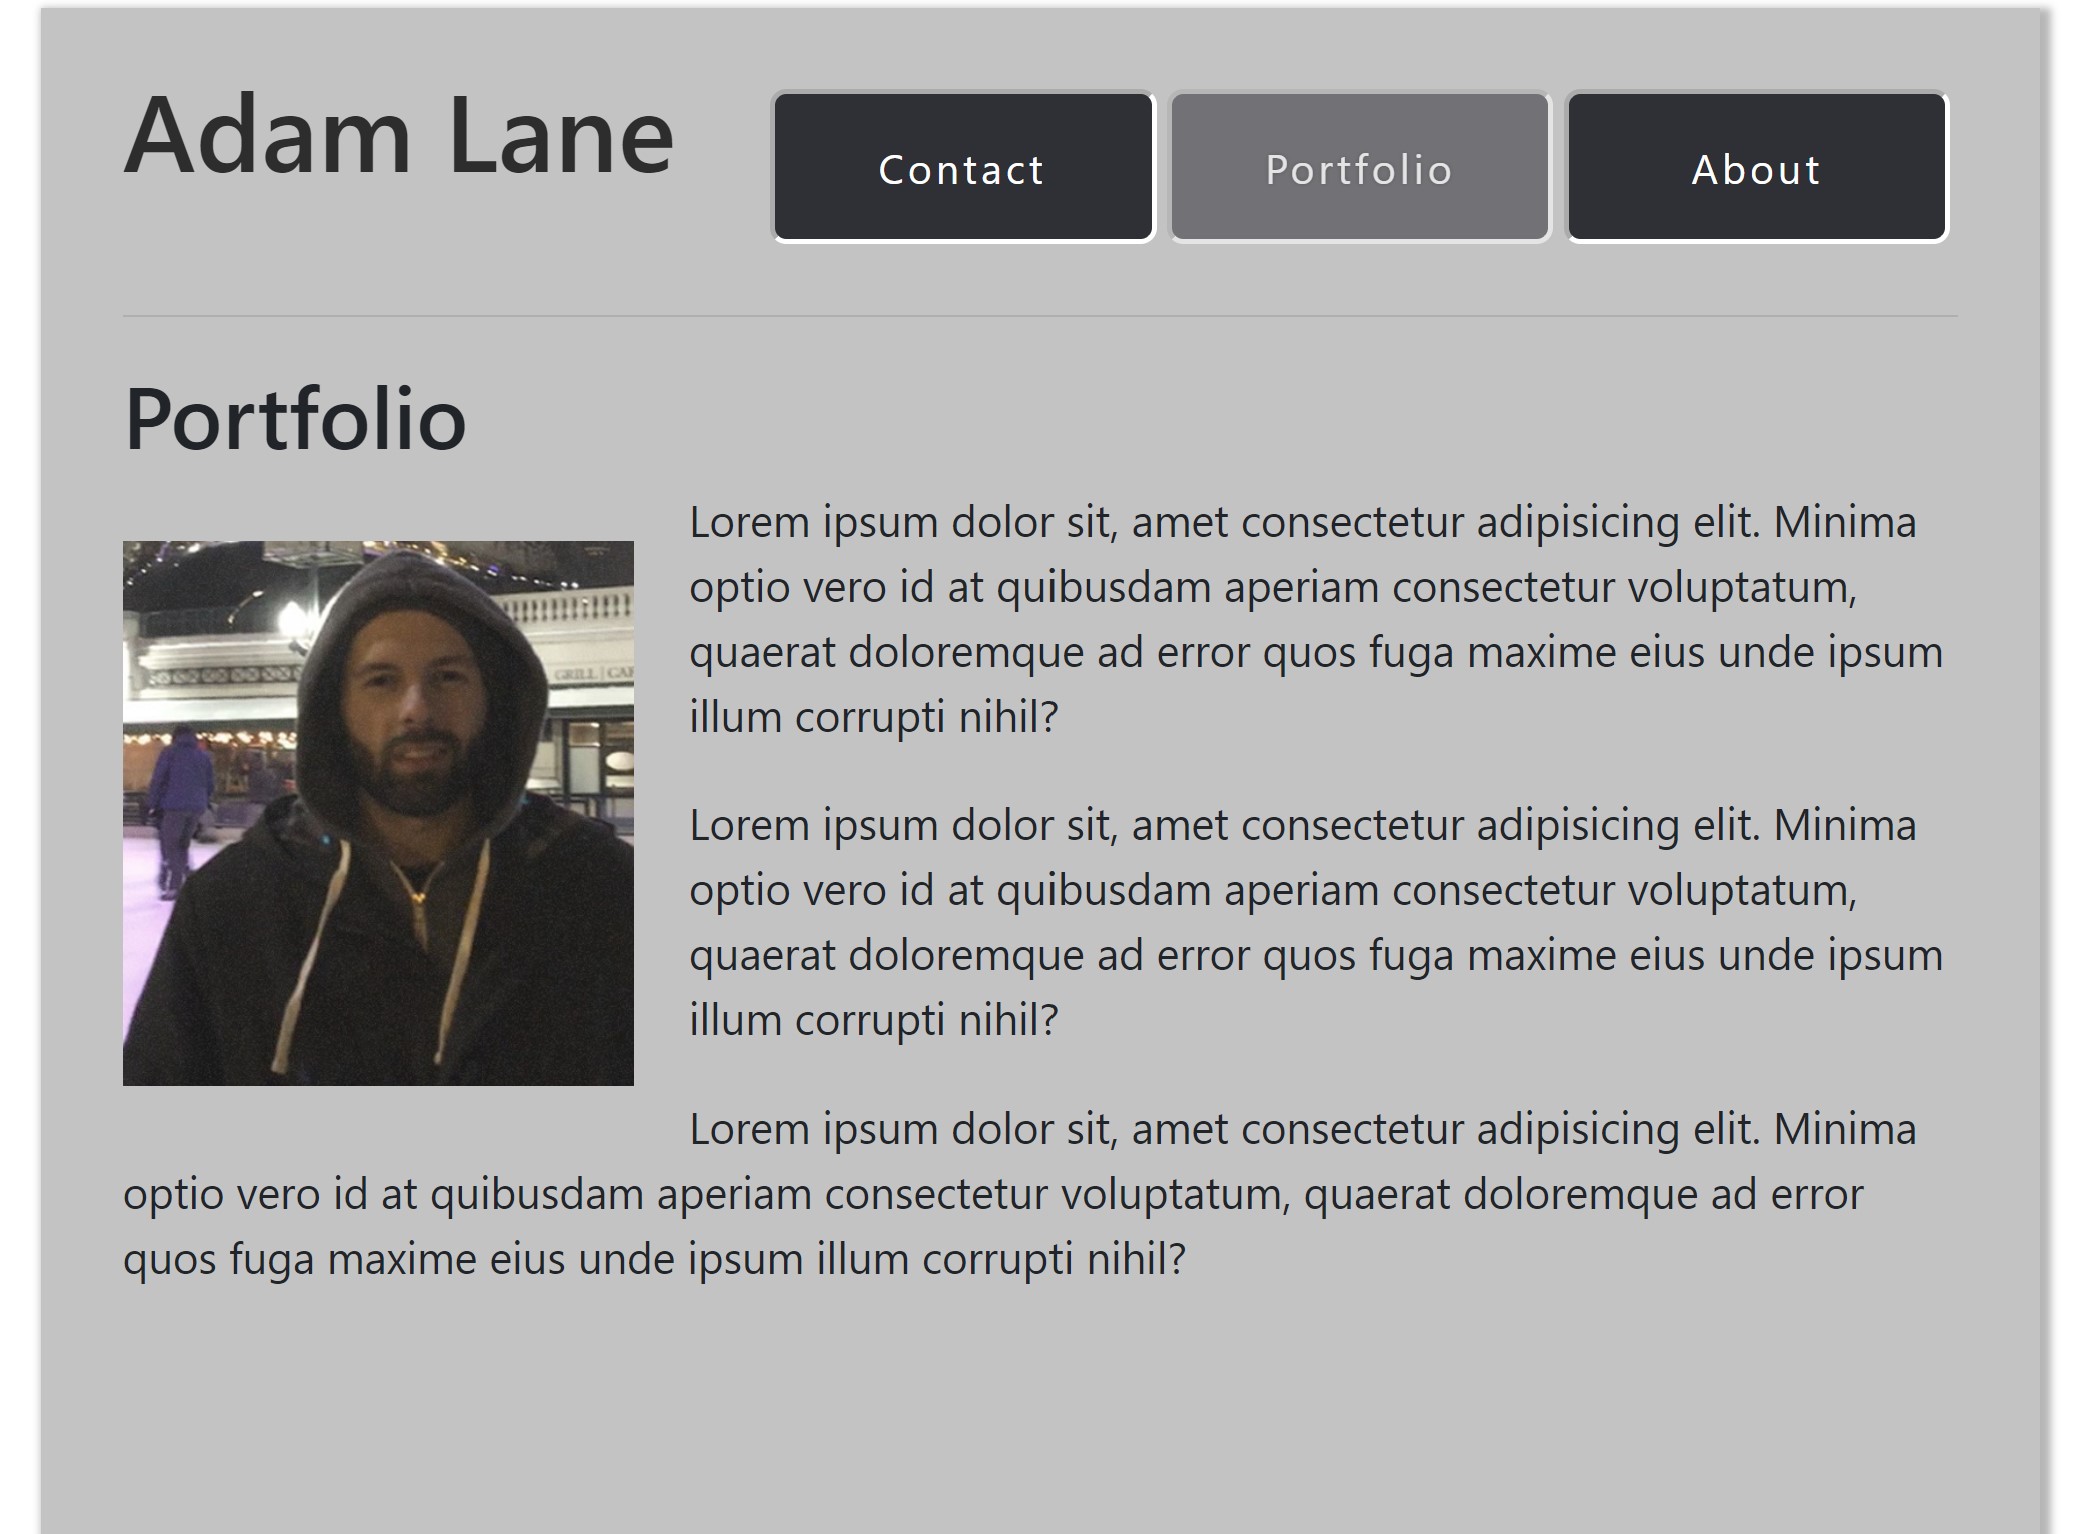 Adam Lane
Contact
Portfolio
About
Portfolio
Lorem ipsum dolor sit, amet consectetur adipisicing elit. Minima
optio vero id at quibusdam aperiam consectetur voluptatum,
quaerat doloremque ad error quos fuga maxime eius unde ipsum
illum corrupti nihil?
GRILL | CAF
Lorem ipsum dolor sit, amet consectetur adipisicing elit. Minima
optio vero id at quibusdam aperiam consectetur voluptatum,
quaerat doloremque ad error quos fuga maxime eius unde ipsum
illum corrupti nihil?
Lorem ipsum dolor sit, amet consectetur adipisicing elit. Minima
optio vero id at quibusdam aperiam consectetur voluptatum, quaerat doloremque ad error
quos fuga maxime eius unde ipsum illum corrupti nihil?